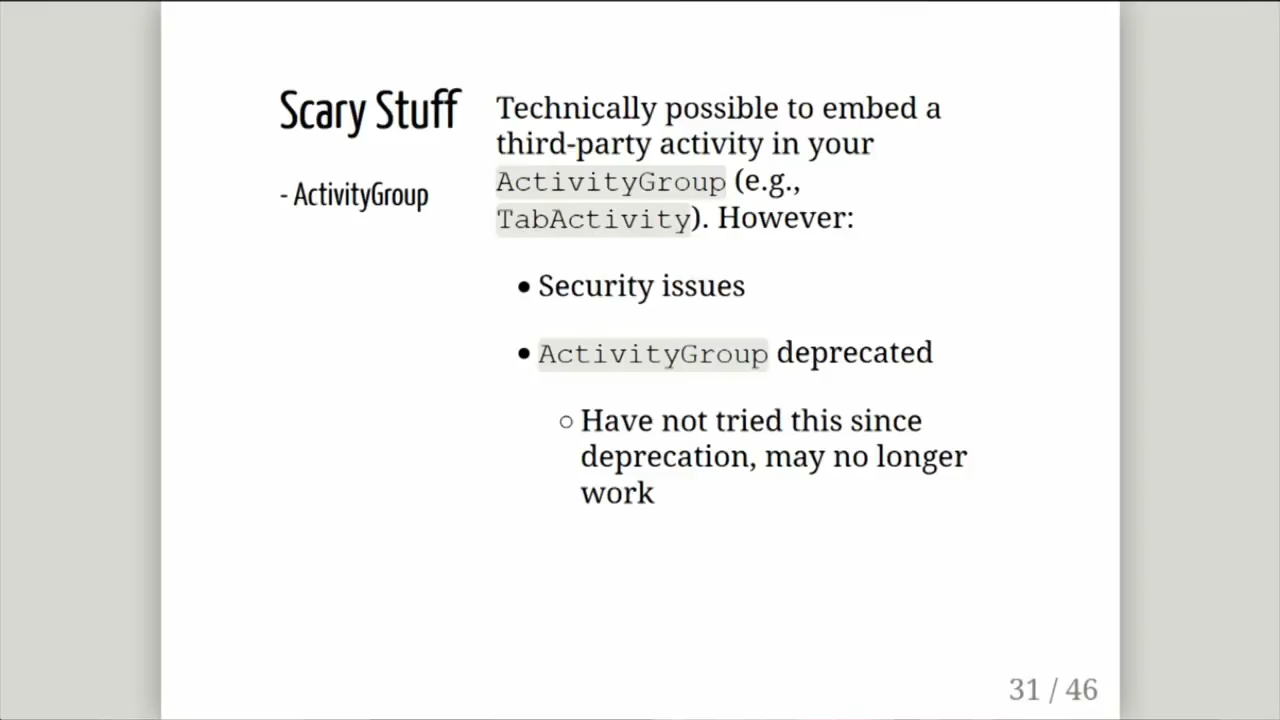 Scary Stuff
- ActivityGroup
Technically possible to embed a
third-party activity in your
ActivityGroup (e.g.,
TabActivity). However:
• Security issues
• ActivityGroup deprecated
○ Have not tried this since
deprecation, may no longer
work
31 / 46